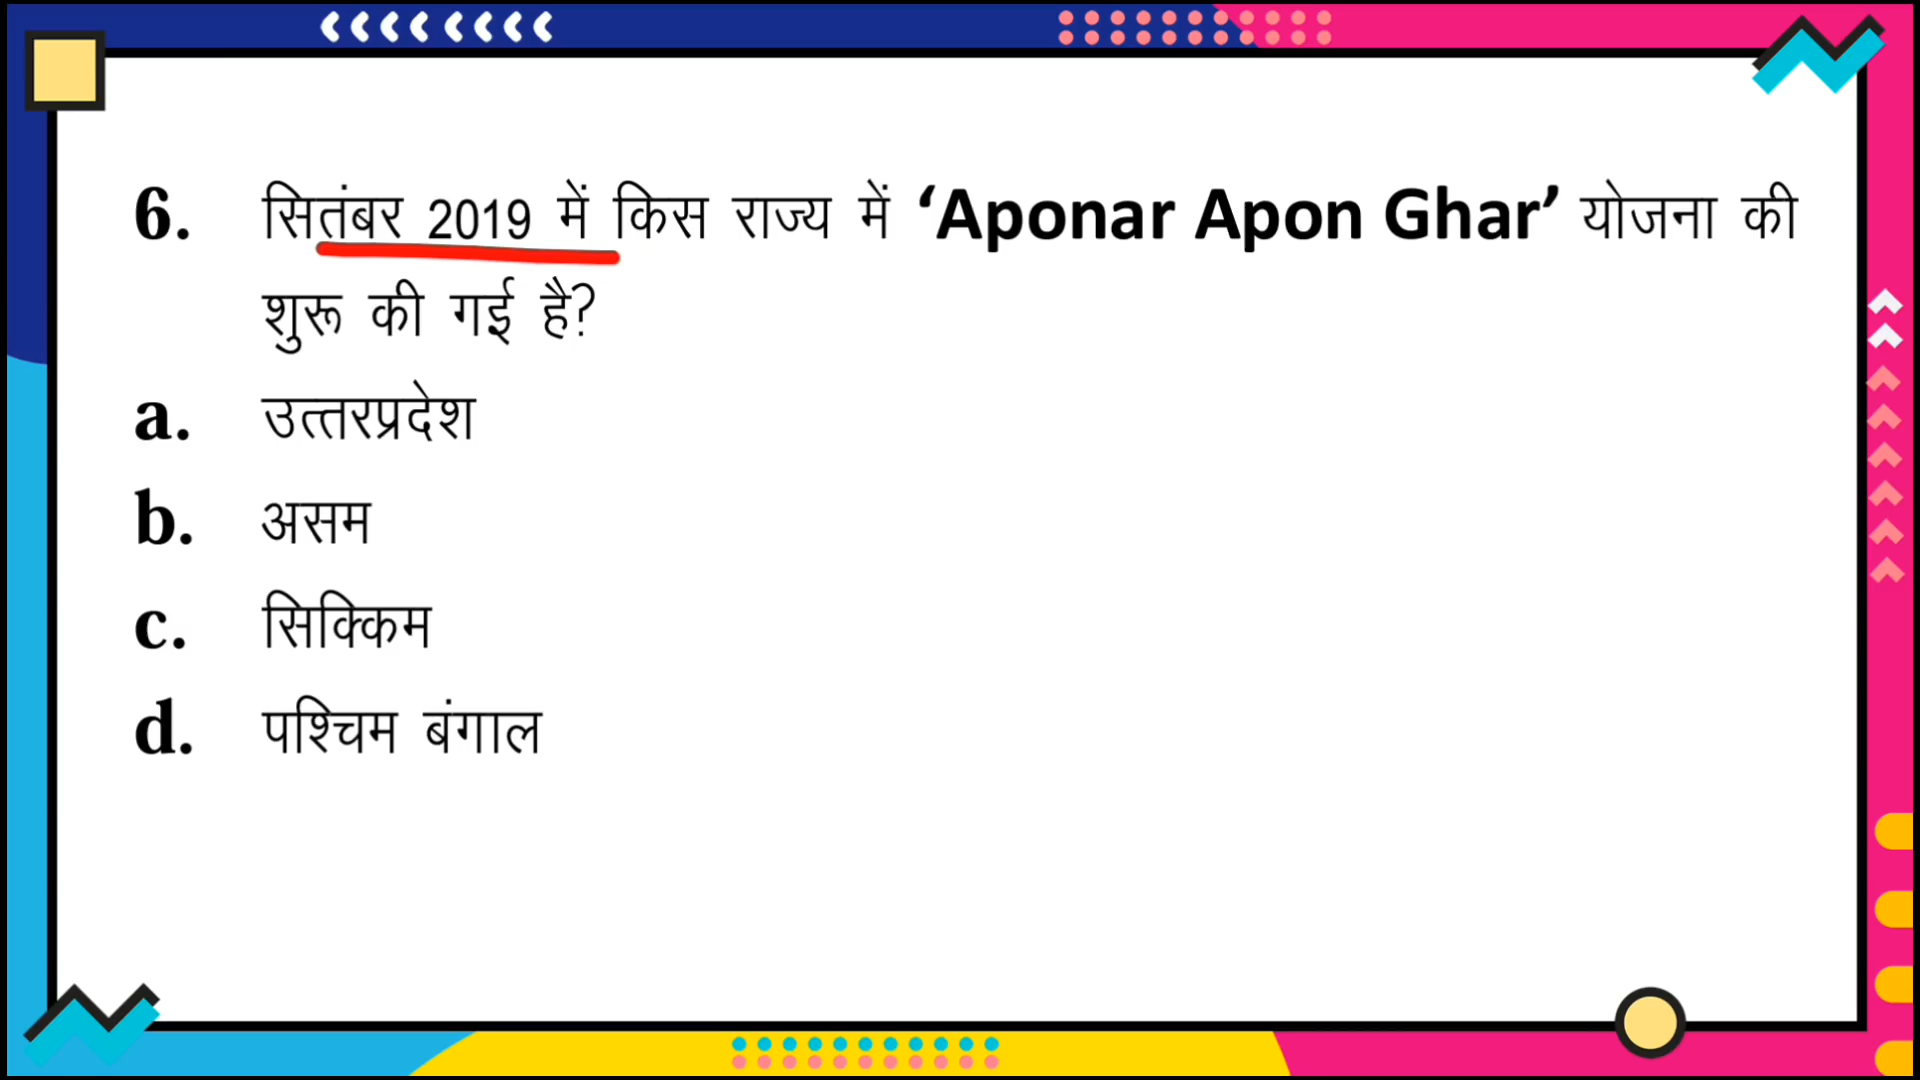 6. सितंबर 2019 में किस राज्य में ‘Aponar Apon Ghar’ योजना की
शुरू की गई है?
a. उत्तरप्रदेश
b. असम
c. सिक्किम
d. पश्चिम बंगाल